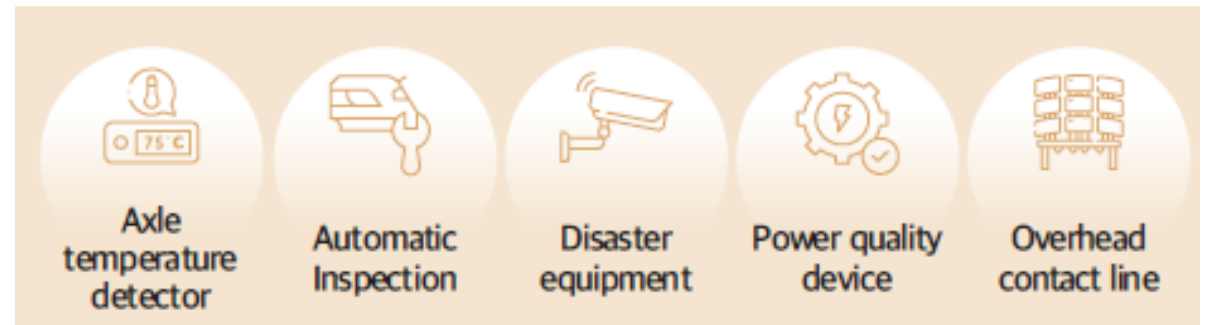 75°C
Axle
temperature
detector
Automatic
Inspection
Disaster
equipment
Power quality
device
Overhead
contact line